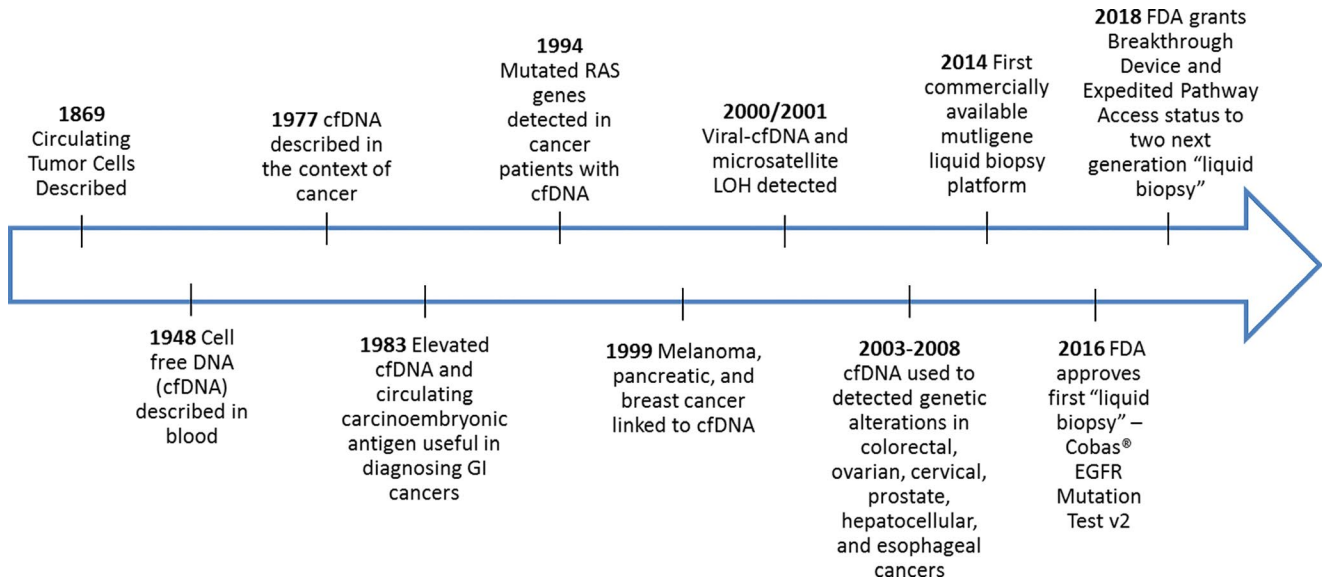 1869
Circulating
Tumor Cells
Described
1948 Cell
free DNA
(cfDNA)
described in
blood
1977 cfDNA
described in
the context of
cancer
1983 Elevated
cfDNA and
circulating
carcinoembryonic
antigen useful in
diagnosing GI
cancers
1994
Mutated RAS
genes
detected in
cancer
patients with
cfDNA
1999 Melanoma,
pancreatic, and
breast cancer
linked to cfDNA
2000/2001
Viral-cfDNA and
microsatellite
LOH detected
2003-2008
cfDNA used to
detected genetic
alterations in
colorectal,
ovarian, cervical,
prostate,
hepatocellular,
and esophageal
cancers
2014 First
commercially
available
mutligene
liquid biopsy
platform
2016 FDA
approves
first “liquid
biopsy” –
Cobas®
EGFR
Mutation
Test v2
2018 FDA grants
Breakthrough
Device and
Expedited Pathway
Access status to
two next
generation “liquid
biopsy”